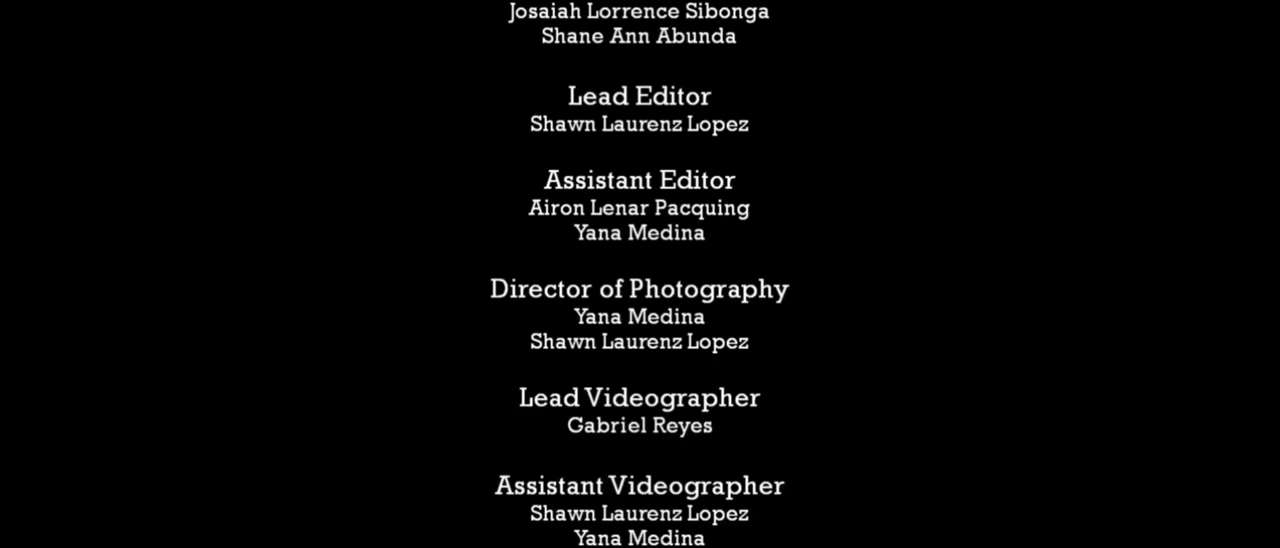 Josaiah Lorrence Sibonga
Shane Ann Abunda
Lead Editor
Shawn Laurenz Lopez
Assistant Editor
Airon Lenar Pacquing
Yana Medina
Director of Photography
Yana Medina
Shawn Laurenz Lopez
Lead Videographer
Gabriel Reyes
Assistant Videographer
Shawn Laurenz Lopez
Yana Medina